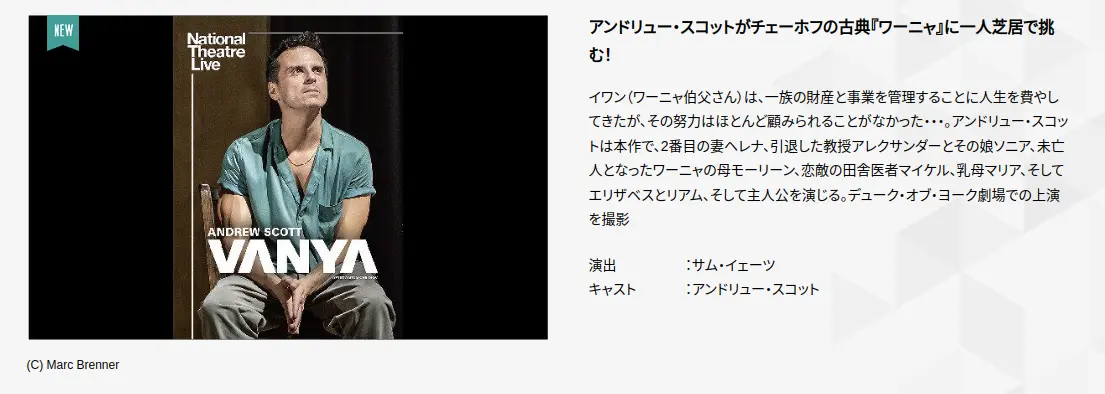 NEW
National
Theatre
Live
ANDREW SCOTT
VANYA
(C) Marc Brenner
アンドリュー・スコットがチェーホフの古典『ワーニャ』に一人芝居で挑
む!
イワン（ワーニャ伯父さん）は、一族の財産と事業を管理することに人生を費やし
てきたが、その努力はほとんど顧みられることがなかった・・・。アンドリュー・スコッ
トは本作で、2番目の妻ヘレナ、引退した教授アレクサンダーとその娘ソニア、未亡
人となったワーニャの母モーリーン、恋敵の田舎医者マイケル、乳母マリア、そして
エリザベスとリアム、そして主人公を演じる。デューク・オブ・ヨーク劇場での上演
を撮影
演出 :サム・イェーツ
キャスト :アンドリュー・スコット